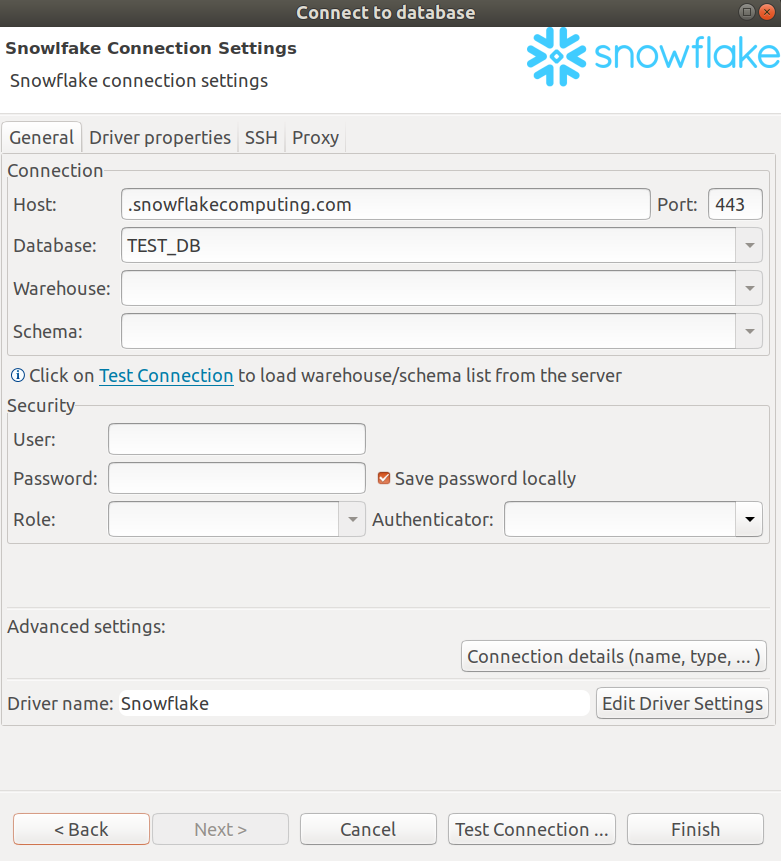 Connect to database
Snowlfake Connection Settings
snowflake
Snowflake connection settings
General Driver properties SSH Proxy
Connection
Host: .snowflakecomputing.com Port: 443
Database: TEST_DB
Warehouse:
Schema:
Click on Test Connection to load warehouse/schema list from the server
Security
User:
Password: Save password locally
Role: Authenticator:
Advanced settings:
Connection details (name, type, ... )
Driver name: Snowflake Edit Driver Settings
< Back Next > Cancel Test Connection ... Finish